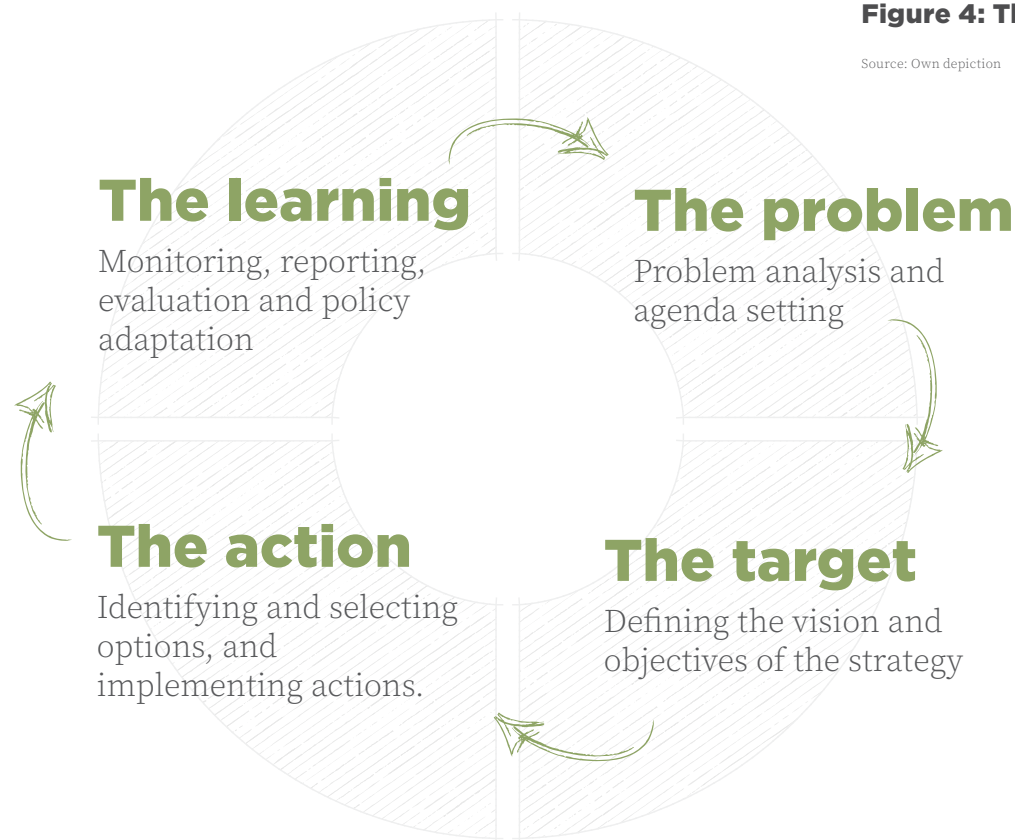 Figure 4:
Source: Own depiction
The learning
Monitoring, reporting,
evaluation and policy
adaptation
The problem
Problem analysis and
agenda setting
The action
Identifying and selecting
options, and
implementing actions.
The target
Defining the vision and
objectives of the strategy